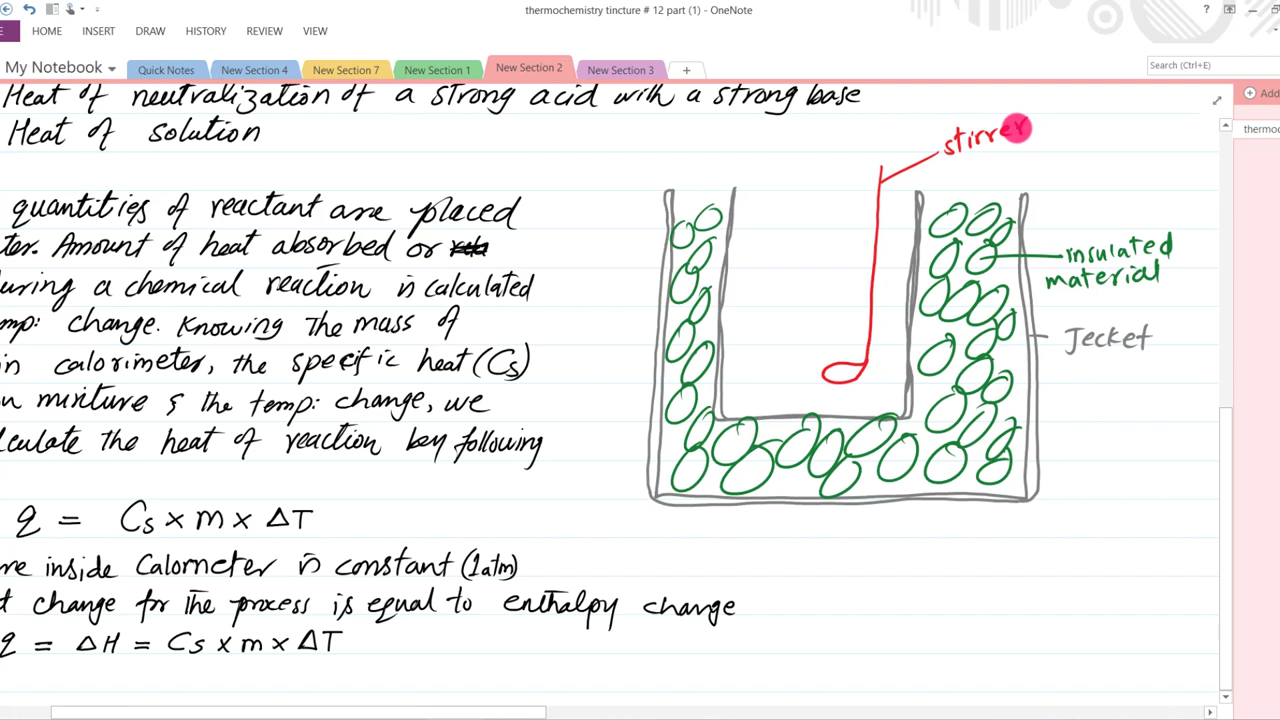 thermochemistry tincture # 12 part (1) - OneNote
HOME INSERT DRAW HISTORY REVIEW VIEW
My Notebook Quick Notes New Section 4 New Section 7 New Section 1 New Section 2 New Section 3 +
Search (Ctrl+E)
Add
thermoc
Heat of neutralization of a strong acid with a strong base
Heat of solution
quantities of reactant are placed
ter. Amount of heat absorbed or
uring a chemical reaction is calculated
mp: change. Knowing the mass of
in calorimeter, the specific heat (Cs)
n mixture & the temp: change, we
lculate the heat of reaction by following
q = Cs × m × ΔT
re inside Calormeter is constant (1atm)
t change for the process is equal to enthalpy change
q = ΔH = Cs × m × ΔT
stirrer
insulated
material
Jecket